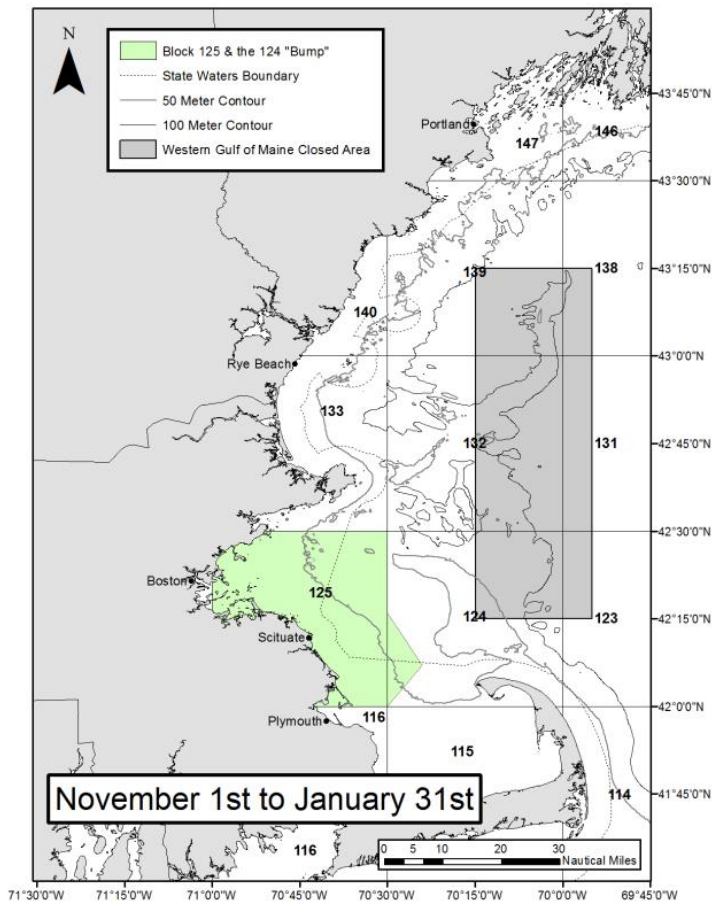 N
Block 125 & the 124 "Bump"
State Waters Boundary
50 Meter Contour
100 Meter Contour
Western Gulf of Maine Closed Area
43°45'0"N
Portland
146
147
43°30'0"N
139
138
43°15'0"N
140
Rye Beach
43°0'0"N
133
132
131
42°45'0"N
42°30'0"N
Boston
125
124
123
42°15'0"N
Scituate
42°0'0"N
Plymouth
116
115
November 1st to January 31st
114
41°45'0"N
116
0 5 10 20 30
Nautical Miles
71°30'0"W 71°15'0"W 71°0'0"W 70°45'0"W 70°30'0"W 70°15'0"W 70°0'0"W 69°45'0"W